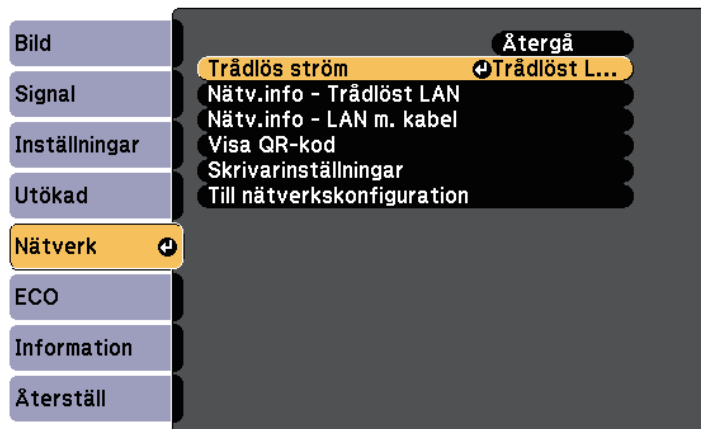 Bild
Signal
Inställningar
Utökad
Nätverk
ECO
Information
Återställ
Återgå
Trådlös ström Trådlöst L...
Nätv.info - Trådlöst LAN
Nätv.info - LAN m. kabel
Visa QR-kod
Skrivarinställningar
Till nätverkskonfiguration